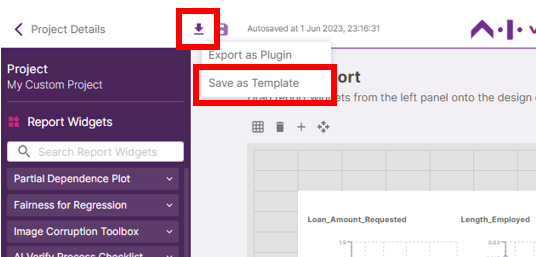 Project Details
Autosaved at 1 Jun 2023, 23:16:31
Export as Plugin
Save as Template
Project
My Custom Project
Report Widgets
Search Report Widgets
Partial Dependence Plot
Fairness for Regression
Image Corruption Toolbox
AI Verify Process Checklist
port
report widgets from the left panel onto the design
Loan_Amount_Requested
Length_Employed
1.5
0.03